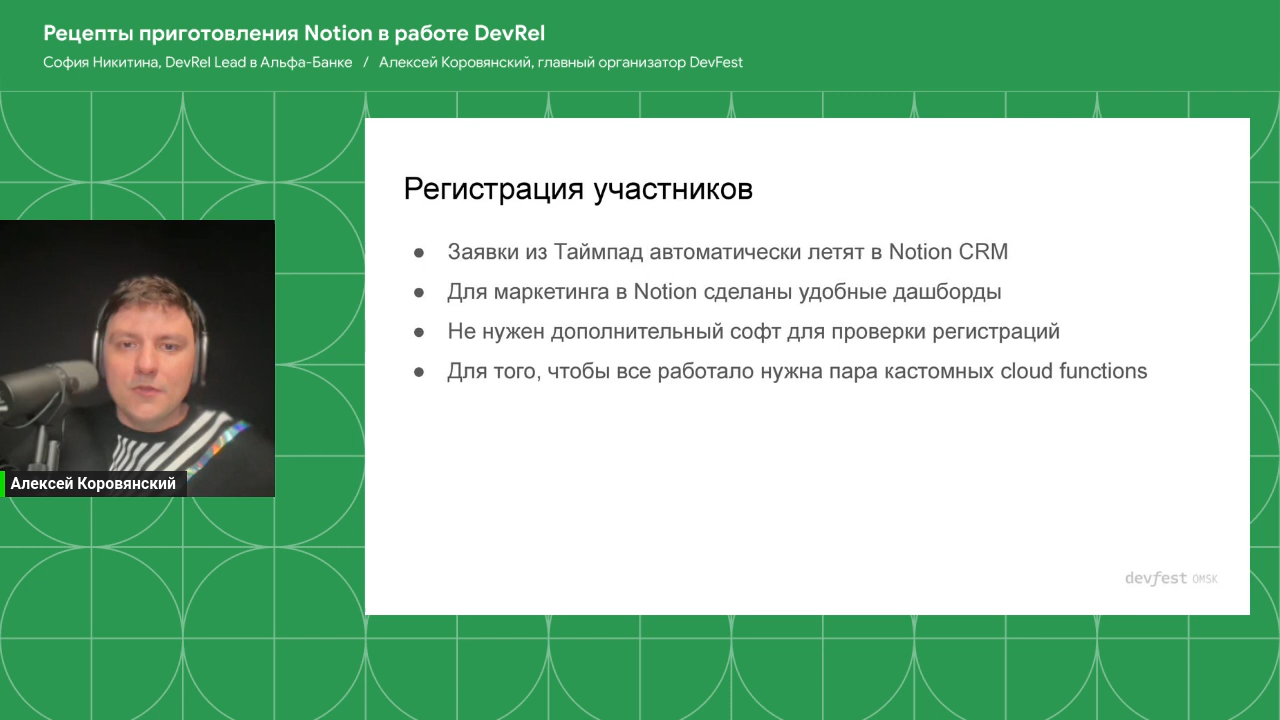 Рецепты приготовления Notion в работе DevRel
София Никитина, DevRel Lead в Альфа-Банке / Алексей Коровянский, главный организатор DevFest
Регистрация участников
● Заявки из Таймпад автоматически летят в Notion CRM
● Для маркетинга в Notion сделаны удобные дашборды
● Не нужен дополнительный софт для проверки регистраций
● Для того, чтобы все работало нужна пара кастомных cloud functions
Алексей Коровянский
devfest OMSK